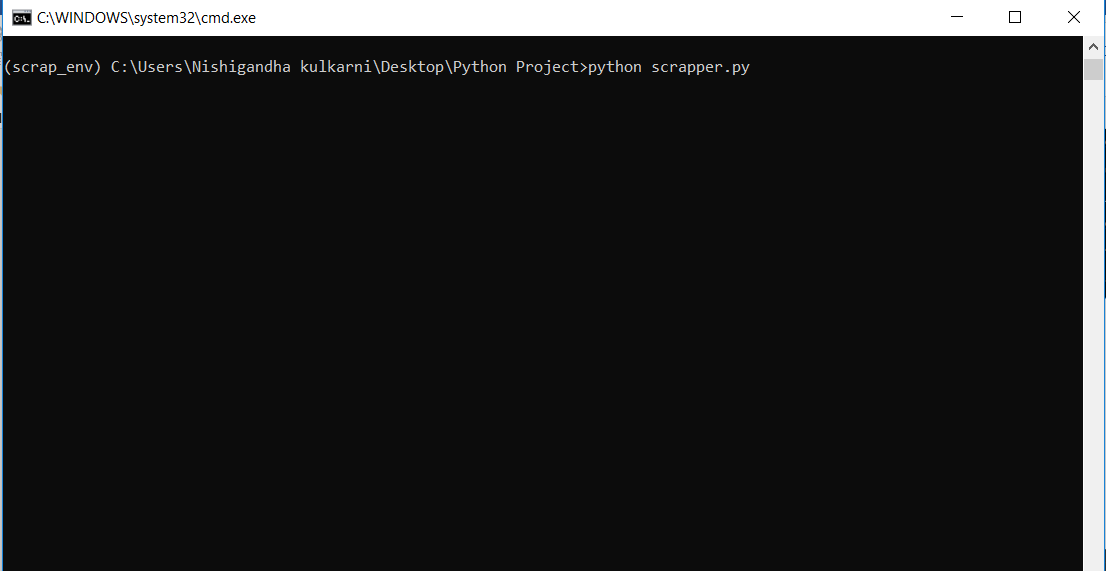 C:\WINDOWS\system32\cmd.exe
(scrap_env) C:\Users\Nishigandha kulkarni\Desktop\Python Project>python scrapper.py